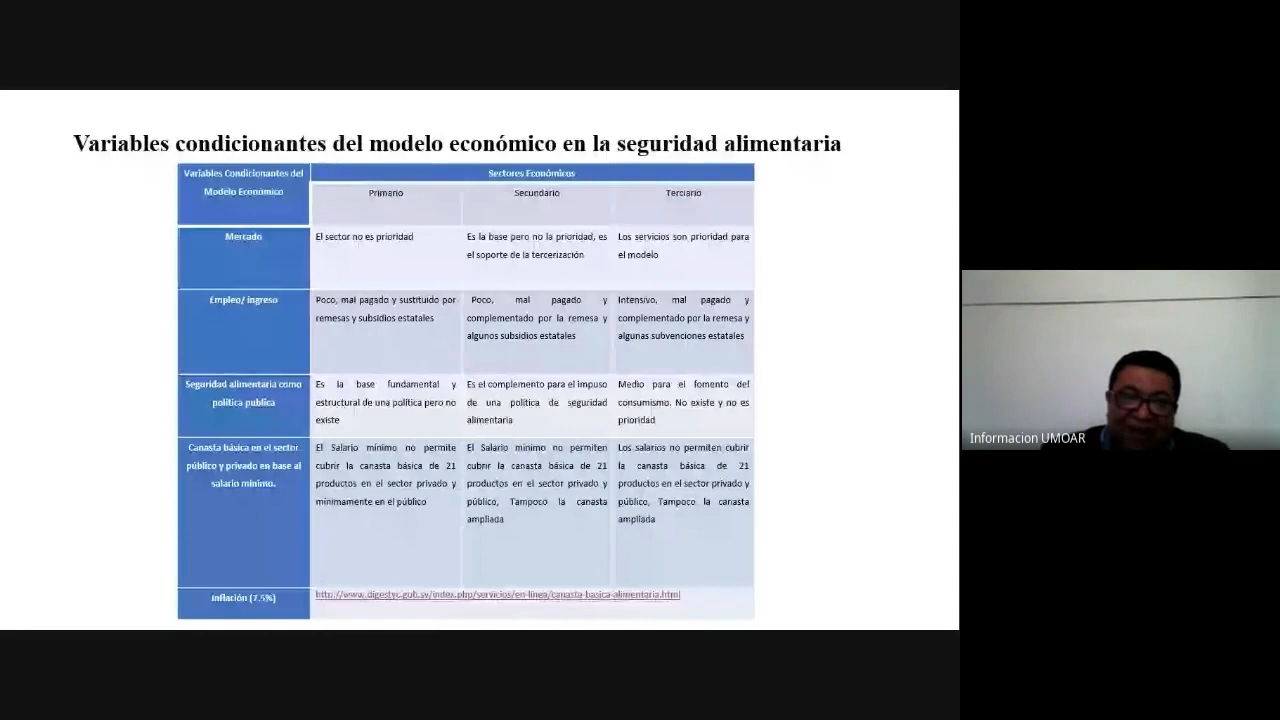 Variables condicionantes del modelo económico en la seguridad alimentaria
Variables Condicionantes del
Modelo Económico
Sectores Económicos
Primario
Secundario
Terciario
Mercado
El sector no es prioridad
Es la base pero no la prioridad, es
el soporte de la tercerización
Los servicios son prioridad para
el modelo
Empleo/ ingreso
Poco, mal pagado y sustituido por
remesas y subsidios estatales
Poco, mal pagado y
complementado por la remesa y
algunos subsidios estatales
Intensivo, mal pagado y
complementado por la remesa y
algunas subvenciones estatales
Seguridad alimentaria como
política publica
Es la base fundamental y
estructural de una política pero no
existe
Es el complemento para el impuso
de una política de seguridad
alimentaria
Medio para el fomento del
consumismo. No existe y no es
prioridad
Canasta básica en el sector
público y privado en base al
salario mínimo.
El Salario mínimo no permite
cubrir la canasta básica de 21
productos en el sector privado y
mínimamente en el público
El Salario mínimo no permiten
cubrir la canasta básica de 21
productos en el sector privado y
público, Tampoco la canasta
ampliada
Los salarios no permiten cubrir
la canasta básica de 21
productos en el sector privado y
público, Tampoco la canasta
ampliada
Inflación (7.5%)
http://www.digestyc.gob.sv/index.php/servicios/en-linea/canasta-basica-alimentaria.html
Informacion UMOAR